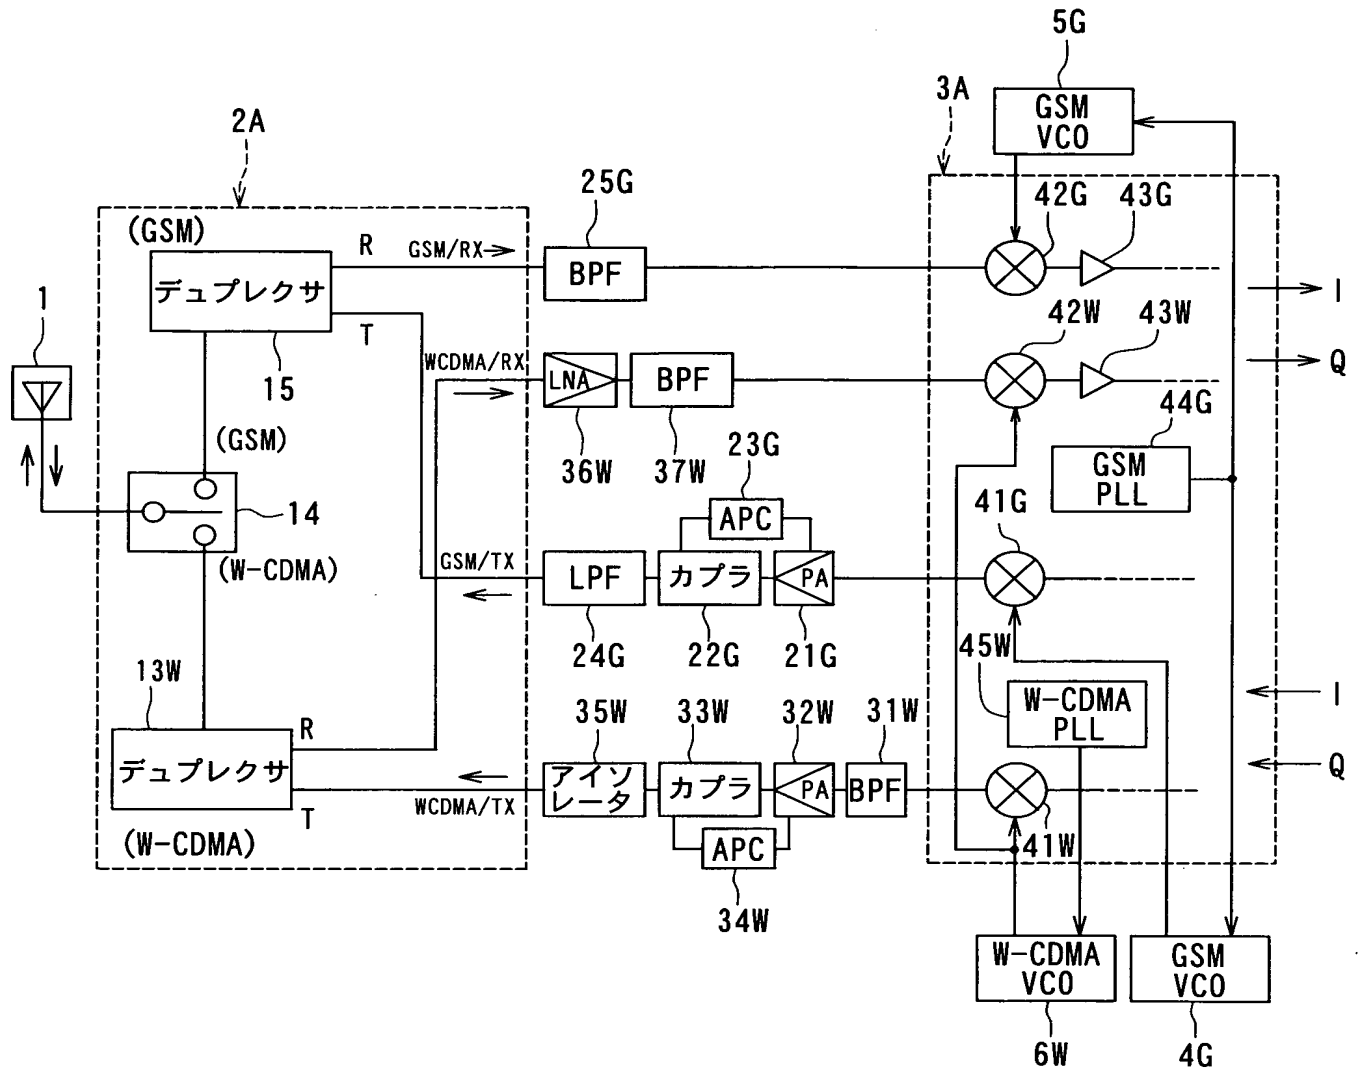 5G
3A
GSM
VCO
2A
25G
42G
43G
(GSM)
R
GSM/RX
BPF
デュプレクサ
1
T
42W
43W
I
15
WCDMA/RX
LNA
BPF
Q
44G
(GSM)
36W
37W
23G
GSM
PLL
14
APC
41G
(W-CDMA)
GSM/TX
LPF
カプラ
PA
24G
22G
21G
45W
13W
35W
33W
32W
31W
W-CDMA
PLL
I
R
デュプレクサ
アイソ
レータ
カプラ
PA
BPF
Q
T
WCDMA/TX
(W-CDMA)
APC
41W
34W
W-CDMA
VCO
GSM
VCO
6W
4G